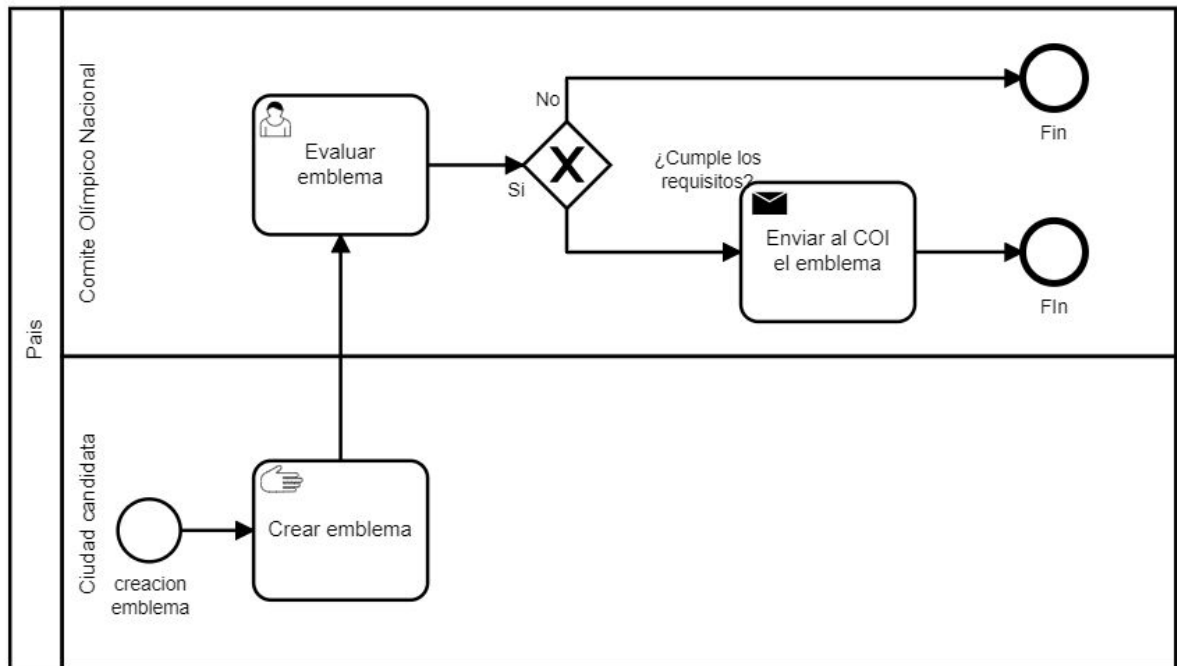 Pais
Comite Olímpico Nacional
Evaluar
emblema
No
Si
¿Cumple los
requisitos?
Enviar al COI
el emblema
Fin
FIn
Ciudad candidata
creacion
emblema
Crear emblema